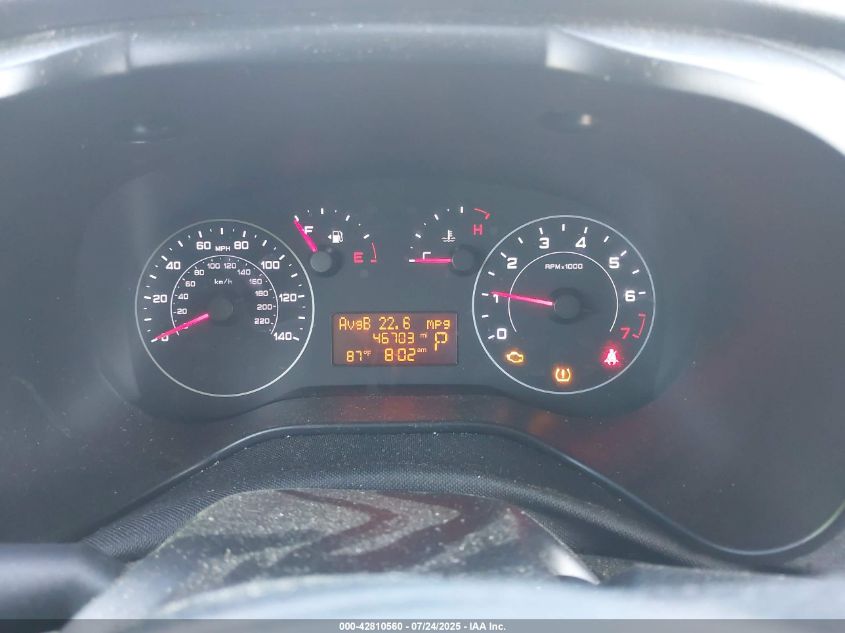 0 20 40 60 80 100 120 140
MPH
20 40 60 80 100 120 140 160 180 200 220
km/h
F E
C H
0 1 2 3 4 5 6 7
RPMx1000
AvgB 22.6 mpg
46703 mi P
87°F 8:02 am
000-42810560 - 07/24/2025 - IAA Inc.